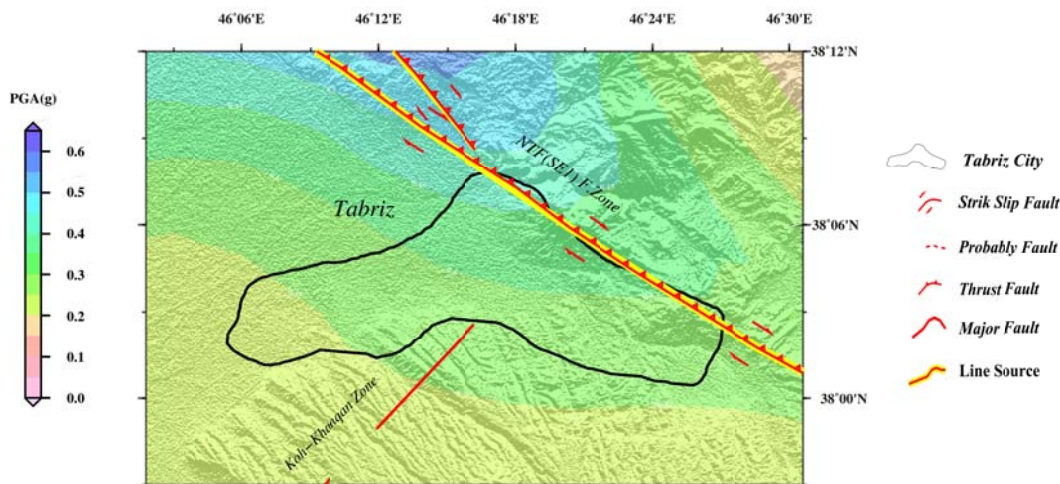 46°06'E 46°12'E 46°18'E 46°24'E 46°30'E
38°12'N
38°06'N
38°00'N
PGA(g)
0.6
0.5
0.4
0.3
0.2
0.1
0.0
NTF(SE1) F.Zone
Tabriz
Koh-Khoaqan Zone
Tabriz City
Strik Slip Fault
Probably Fault
Thrust Fault
Major Fault
Line Source